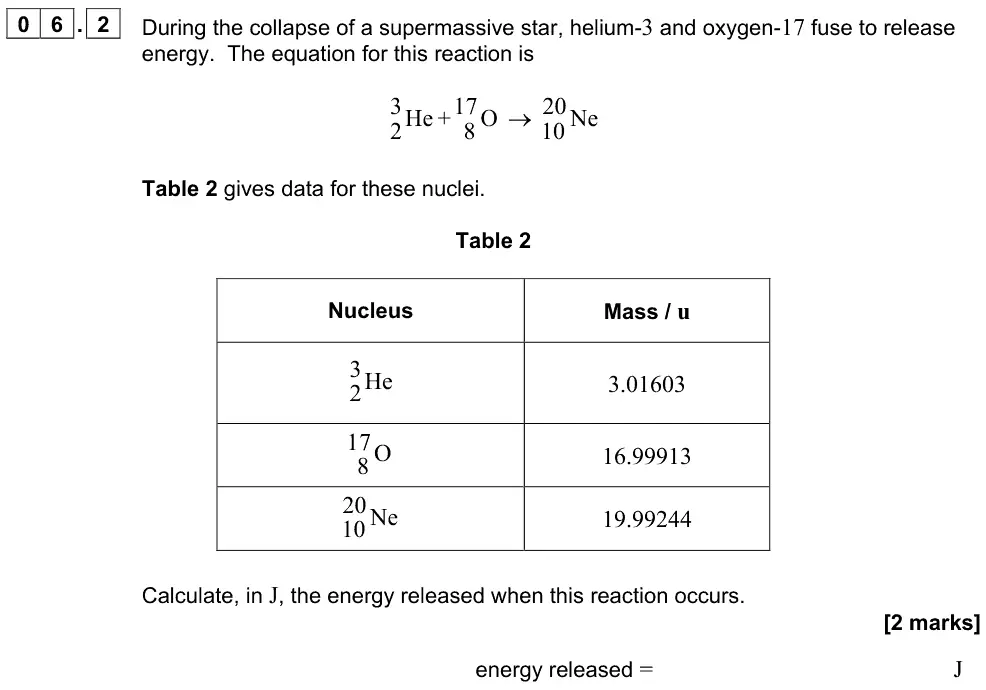 0 6 . 2 During the collapse of a supermassive star, helium-3 and oxygen-17 fuse to release
energy. The equation for this reaction is
³₂He + ¹⁷₈O → ²⁰₁₀Ne
Table 2 gives data for these nuclei.
Table 2
Nucleus Mass / u
³₂He 3.01603
¹⁷₈O 16.99913
²⁰₁₀Ne 19.99244
Calculate, in J, the energy released when this reaction occurs.
[2 marks]
energy released = J